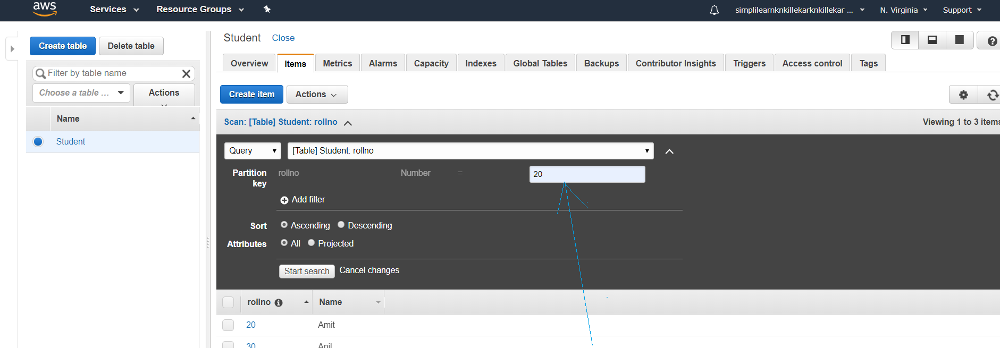 aws Services Resource Groups simplilearnknkillekarknkillekar ... N. Virginia Support
Student Close
Create table Delete table
Overview Items Metrics Alarms Capacity Indexes Global Tables Backups Contributor Insights Triggers Access control Tags
Filter by table name
Choose a table ... Actions
Create item Actions
Name
Scan: [Table] Student: rollno Viewing 1 to 3 items
Student
Query [Table] Student: rollno
Partition key rollno Number = 20
Add filter
Sort Ascending Descending
Attributes All Projected
Start search Cancel changes
rollno Name
20 Amit
30 Anil